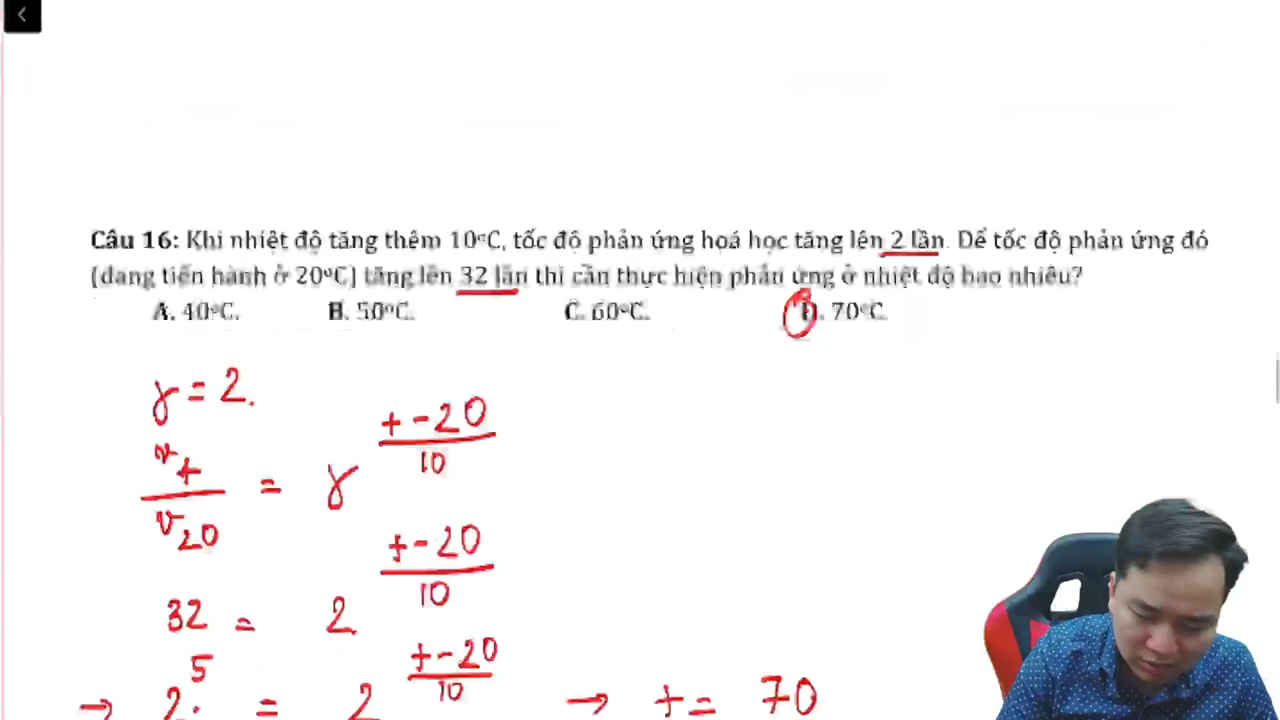 Câu 16: Khi nhiệt độ tăng thêm 10°C, tốc độ phản ứng hoá học tăng lên 2 lần. Để tốc độ phản ứng đó
(đang tiến hành ở 20°C) tăng lên 32 lần thì cần thực hiện phản ứng ở nhiệt độ bao nhiêu?
A. 40°C. B. 50°C. C. 60°C. D. 70°C.
γ = 2.
v_t / v_20 = γ^((t-20)/10)
32 = 2^((t-20)/10)
→ 2^5 = 2^((t-20)/10) → t = 70